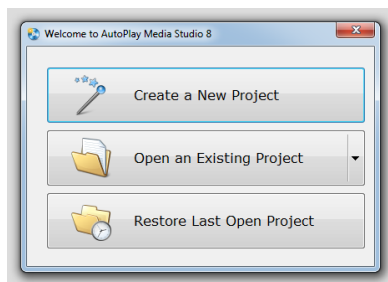 Welcome to AutoPlay Media Studio 8
Create a New Project
Open an Existing Project
Restore Last Open Project